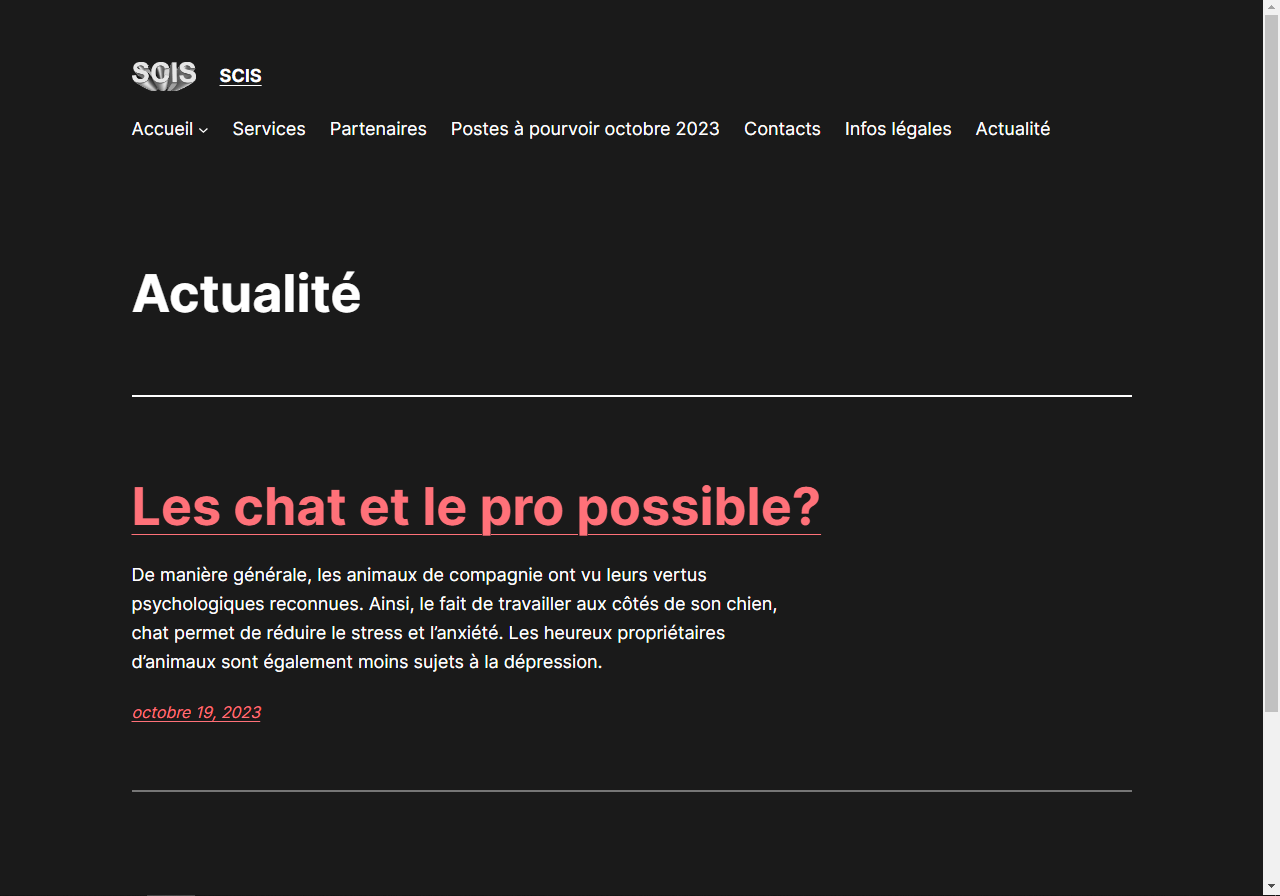 SCIS SCIS
Accueil Services Partenaires Postes à pourvoir octobre 2023 Contacts Infos légales Actualité
Actualité
Les chat et le pro possible?
De manière générale, les animaux de compagnie ont vu leurs vertus
psychologiques reconnues. Ainsi, le fait de travailler aux côtés de son chien,
chat permet de réduire le stress et l’anxiété. Les heureux propriétaires
d’animaux sont également moins sujets à la dépression.
octobre 19, 2023